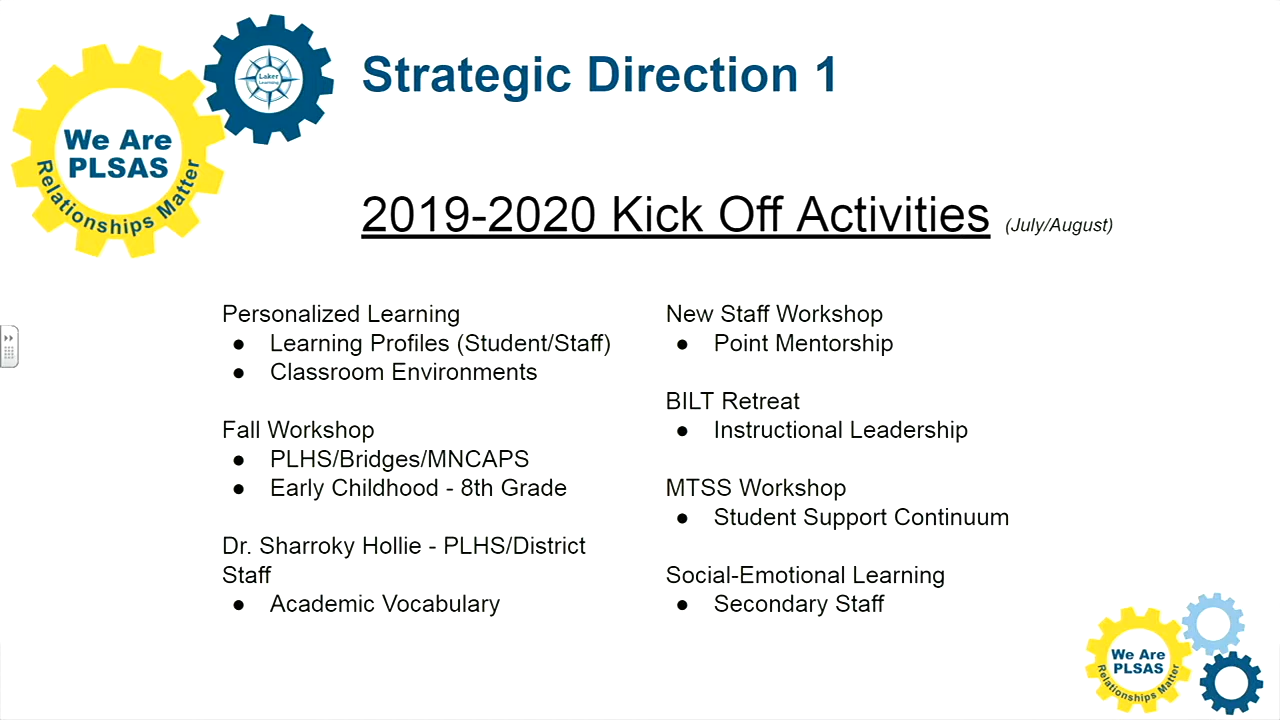 Strategic Direction 1
Laker
Learning
We Are
PLSAS
Relationships Matter
2019-2020 Kick Off Activities (July/August)
Personalized Learning
● Learning Profiles (Student/Staff)
● Classroom Environments
Fall Workshop
● PLHS/Bridges/MNCAPS
● Early Childhood - 8th Grade
Dr. Sharroky Hollie - PLHS/District
Staff
● Academic Vocabulary
New Staff Workshop
● Point Mentorship
BILT Retreat
● Instructional Leadership
MTSS Workshop
● Student Support Continuum
Social-Emotional Learning
● Secondary Staff
We Are
PLSAS
Relationships Matter